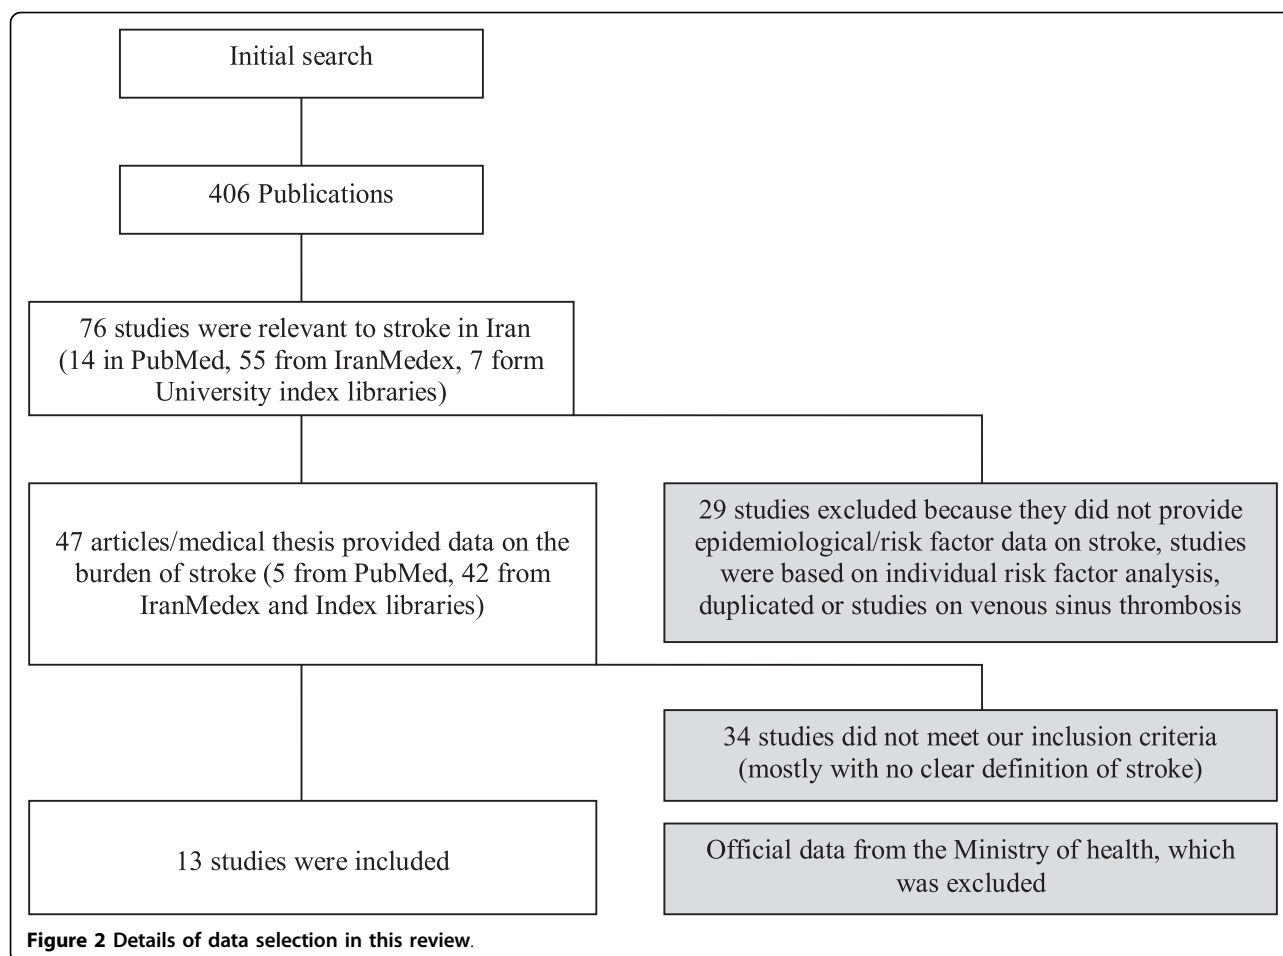 Initial search
406 Publications
76 studies were relevant to stroke in Iran
(14 in PubMed, 55 from IranMedex, 7 form
University index libraries)
47 articles/medical thesis provided data on the
burden of stroke (5 from PubMed, 42 from
IranMedex and Index libraries)
29 studies excluded because they did not provide
epidemiological/risk factor data on stroke, studies
were based on individual risk factor analysis,
duplicated or studies on venous sinus thrombosis
34 studies did not meet our inclusion criteria
(mostly with no clear definition of stroke)
13 studies were included
Official data from the Ministry of health, which
was excluded
Figure 2 Details of data selection in this review.